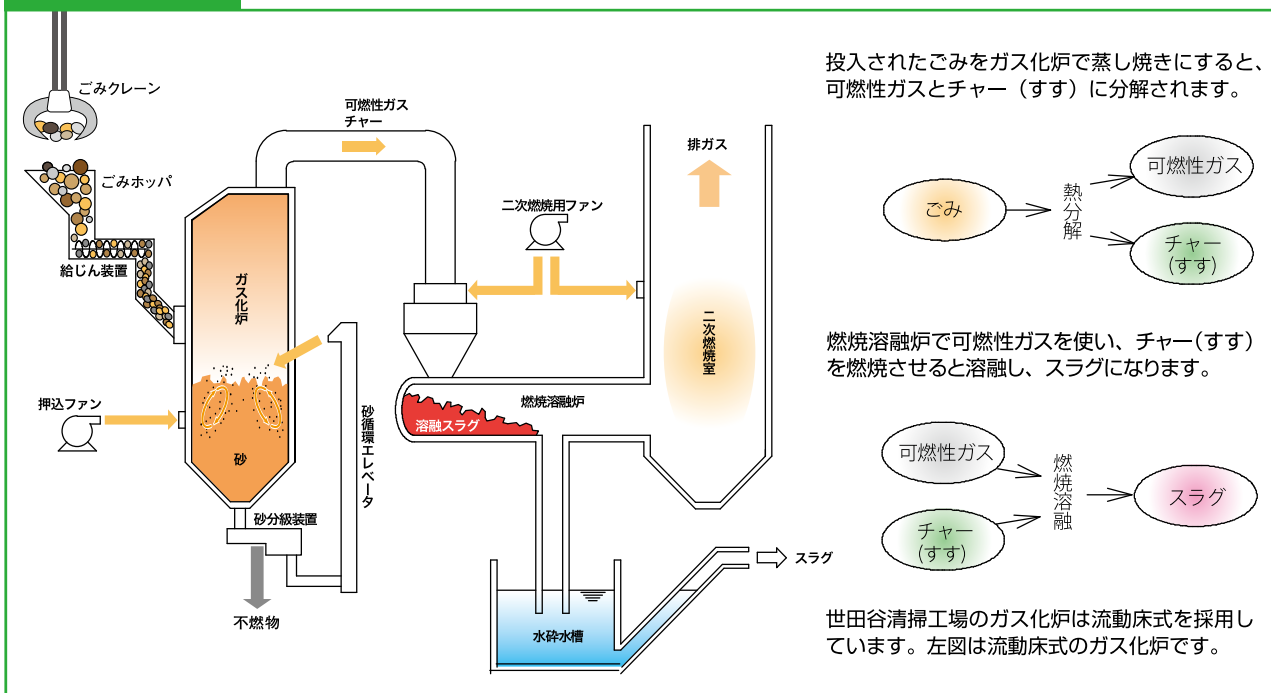 ごみクレーン
ごみホッパ
給じん装置
押込ファン
可燃性ガス
チャー
ガス化炉
砂
砂分級装置
不燃物
砂循環エレベータ
二次燃焼用ファン
排ガス
二次燃焼室
燃焼溶融炉
溶融スラグ
水砕水槽
スラグ
投入されたごみをガス化炉で蒸し焼きにすると、
可燃性ガスとチャー（すす）に分解されます。
ごみ
熱分解
可燃性ガス
チャー
(すす)
燃焼溶融炉で可燃性ガスを使い、チャー(すす)
を燃焼させると溶融し、スラグになります。
可燃性ガス
チャー
(すす)
燃焼溶融
スラグ
世田谷清掃工場のガス化炉は流動床式を採用し
ています。左図は流動床式のガス化炉です。